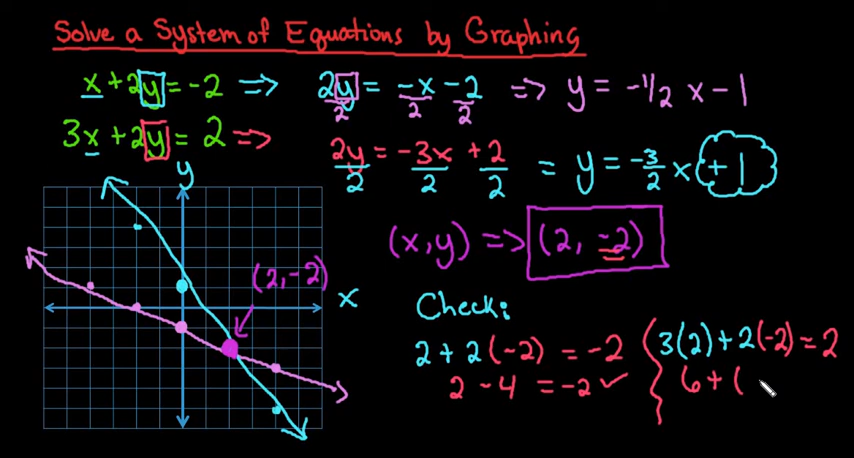 Solve a System of Equations by Graphing
x + 2y = -2 => 2y/2 = -x/2 - 2/2 => y = -1/2 x - 1
3x + 2y = 2 => 2y/2 = -3x/2 + 2/2 = y = -3/2 x + 1
y
(x,y) => (2, -2)
(2,-2)
x
Check:
2 + 2(-2) = -2
2 - 4 = -2 ✓
3(2) + 2(-2) = 2
6 + (